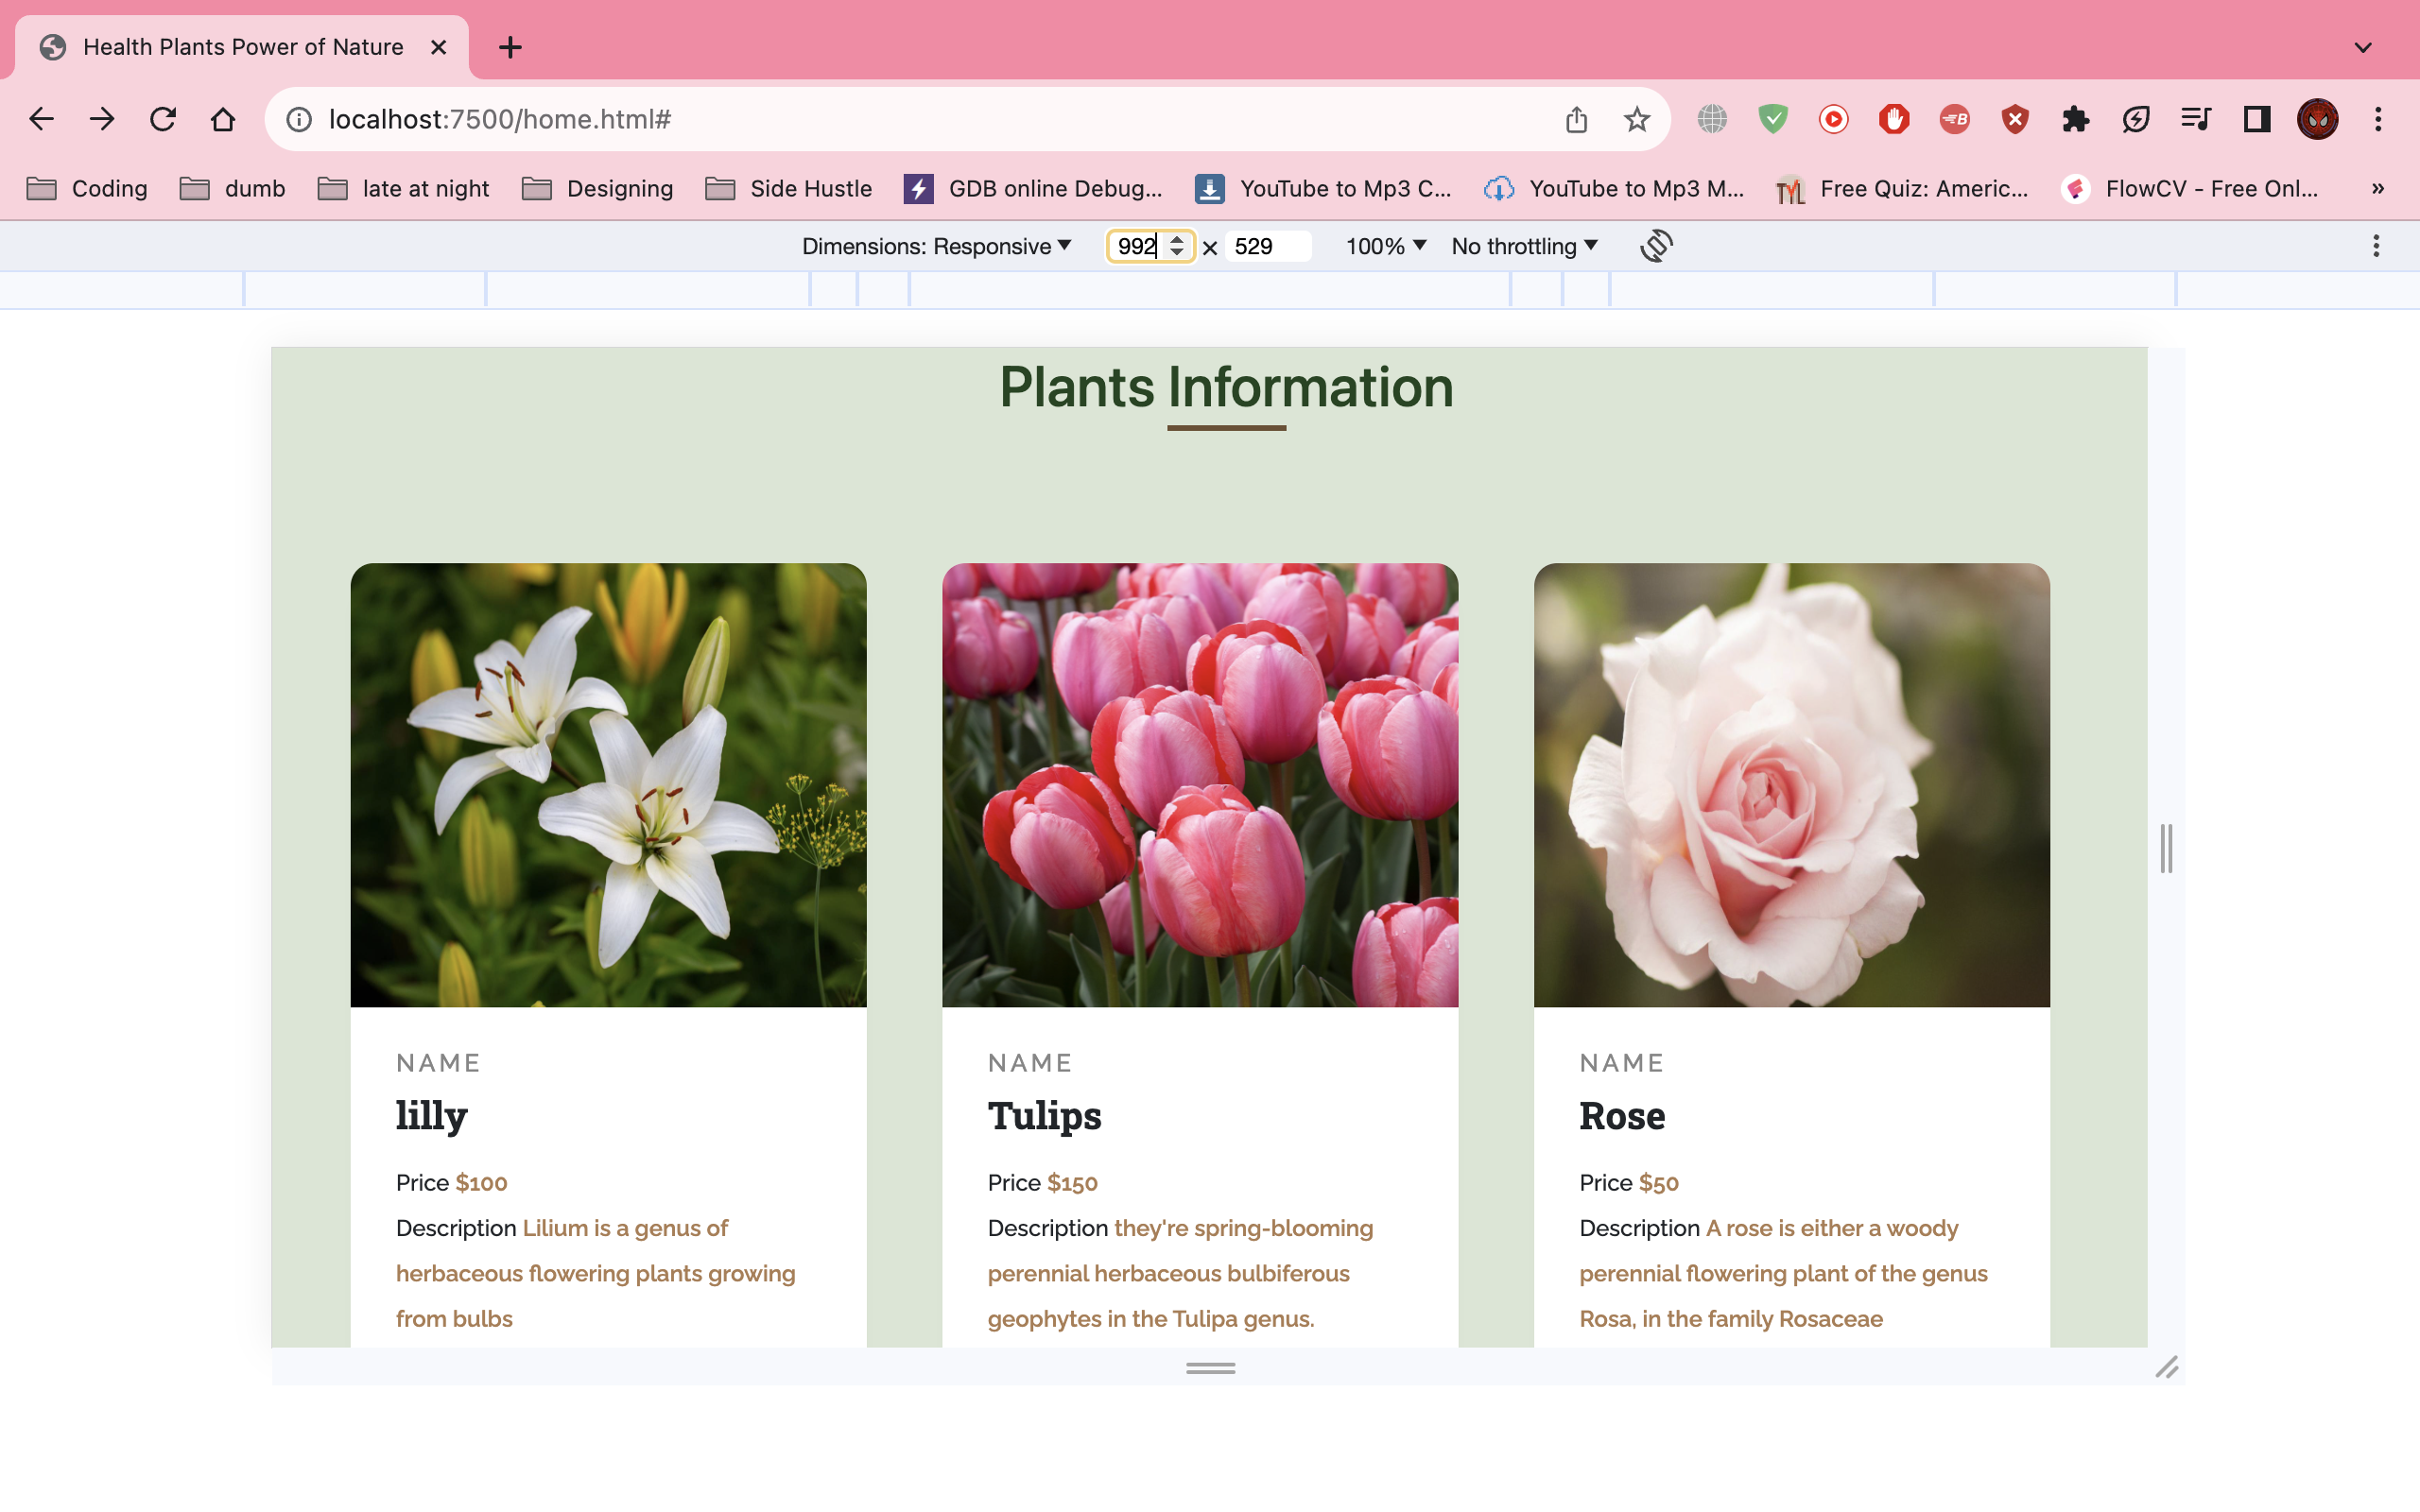 Health Plants Power of Nature
localhost:7500/home.html#
Coding dumb late at night Designing Side Hustle GDB online Debug... YouTube to Mp3 C... YouTube to Mp3 M... Free Quiz: Americ... FlowCV - Free Onl... »
Dimensions: Responsive 992 × 529 100% No throttling
Plants Information
NAME
lilly
Price $100
Description Lilium is a genus of
herbaceous flowering plants growing
from bulbs
NAME
Tulips
Price $150
Description they're spring-blooming
perennial herbaceous bulbiferous
geophytes in the Tulipa genus.
NAME
Rose
Price $50
Description A rose is either a woody
perennial flowering plant of the genus
Rosa, in the family Rosaceae